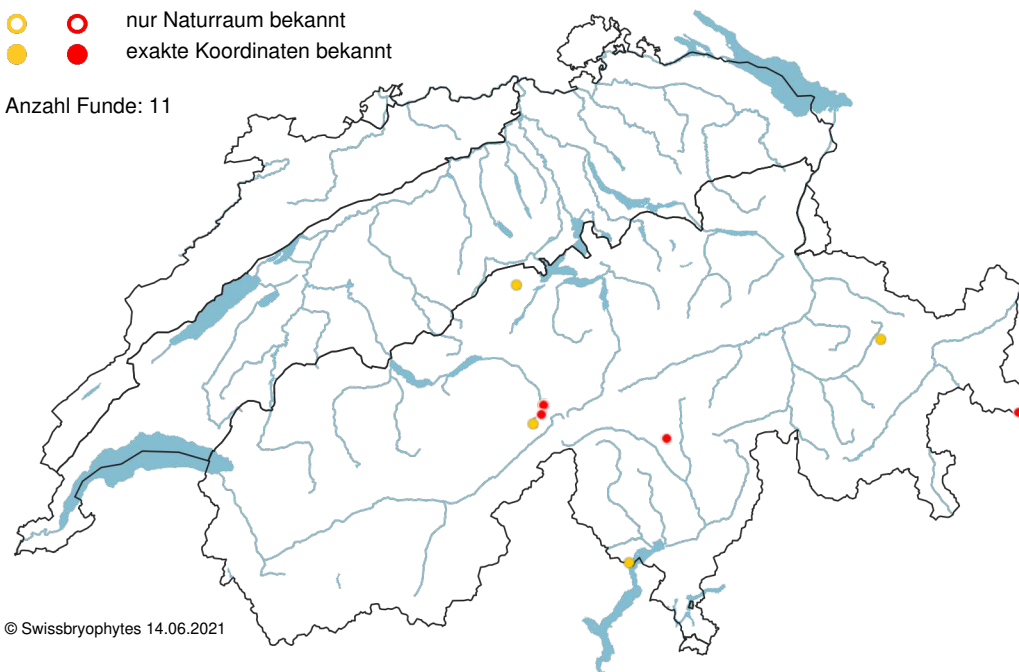 nur Naturraum bekannt
exakte Koordinaten bekannt
Anzahl Funde: 11
© Swissbryophytes 14.06.2021